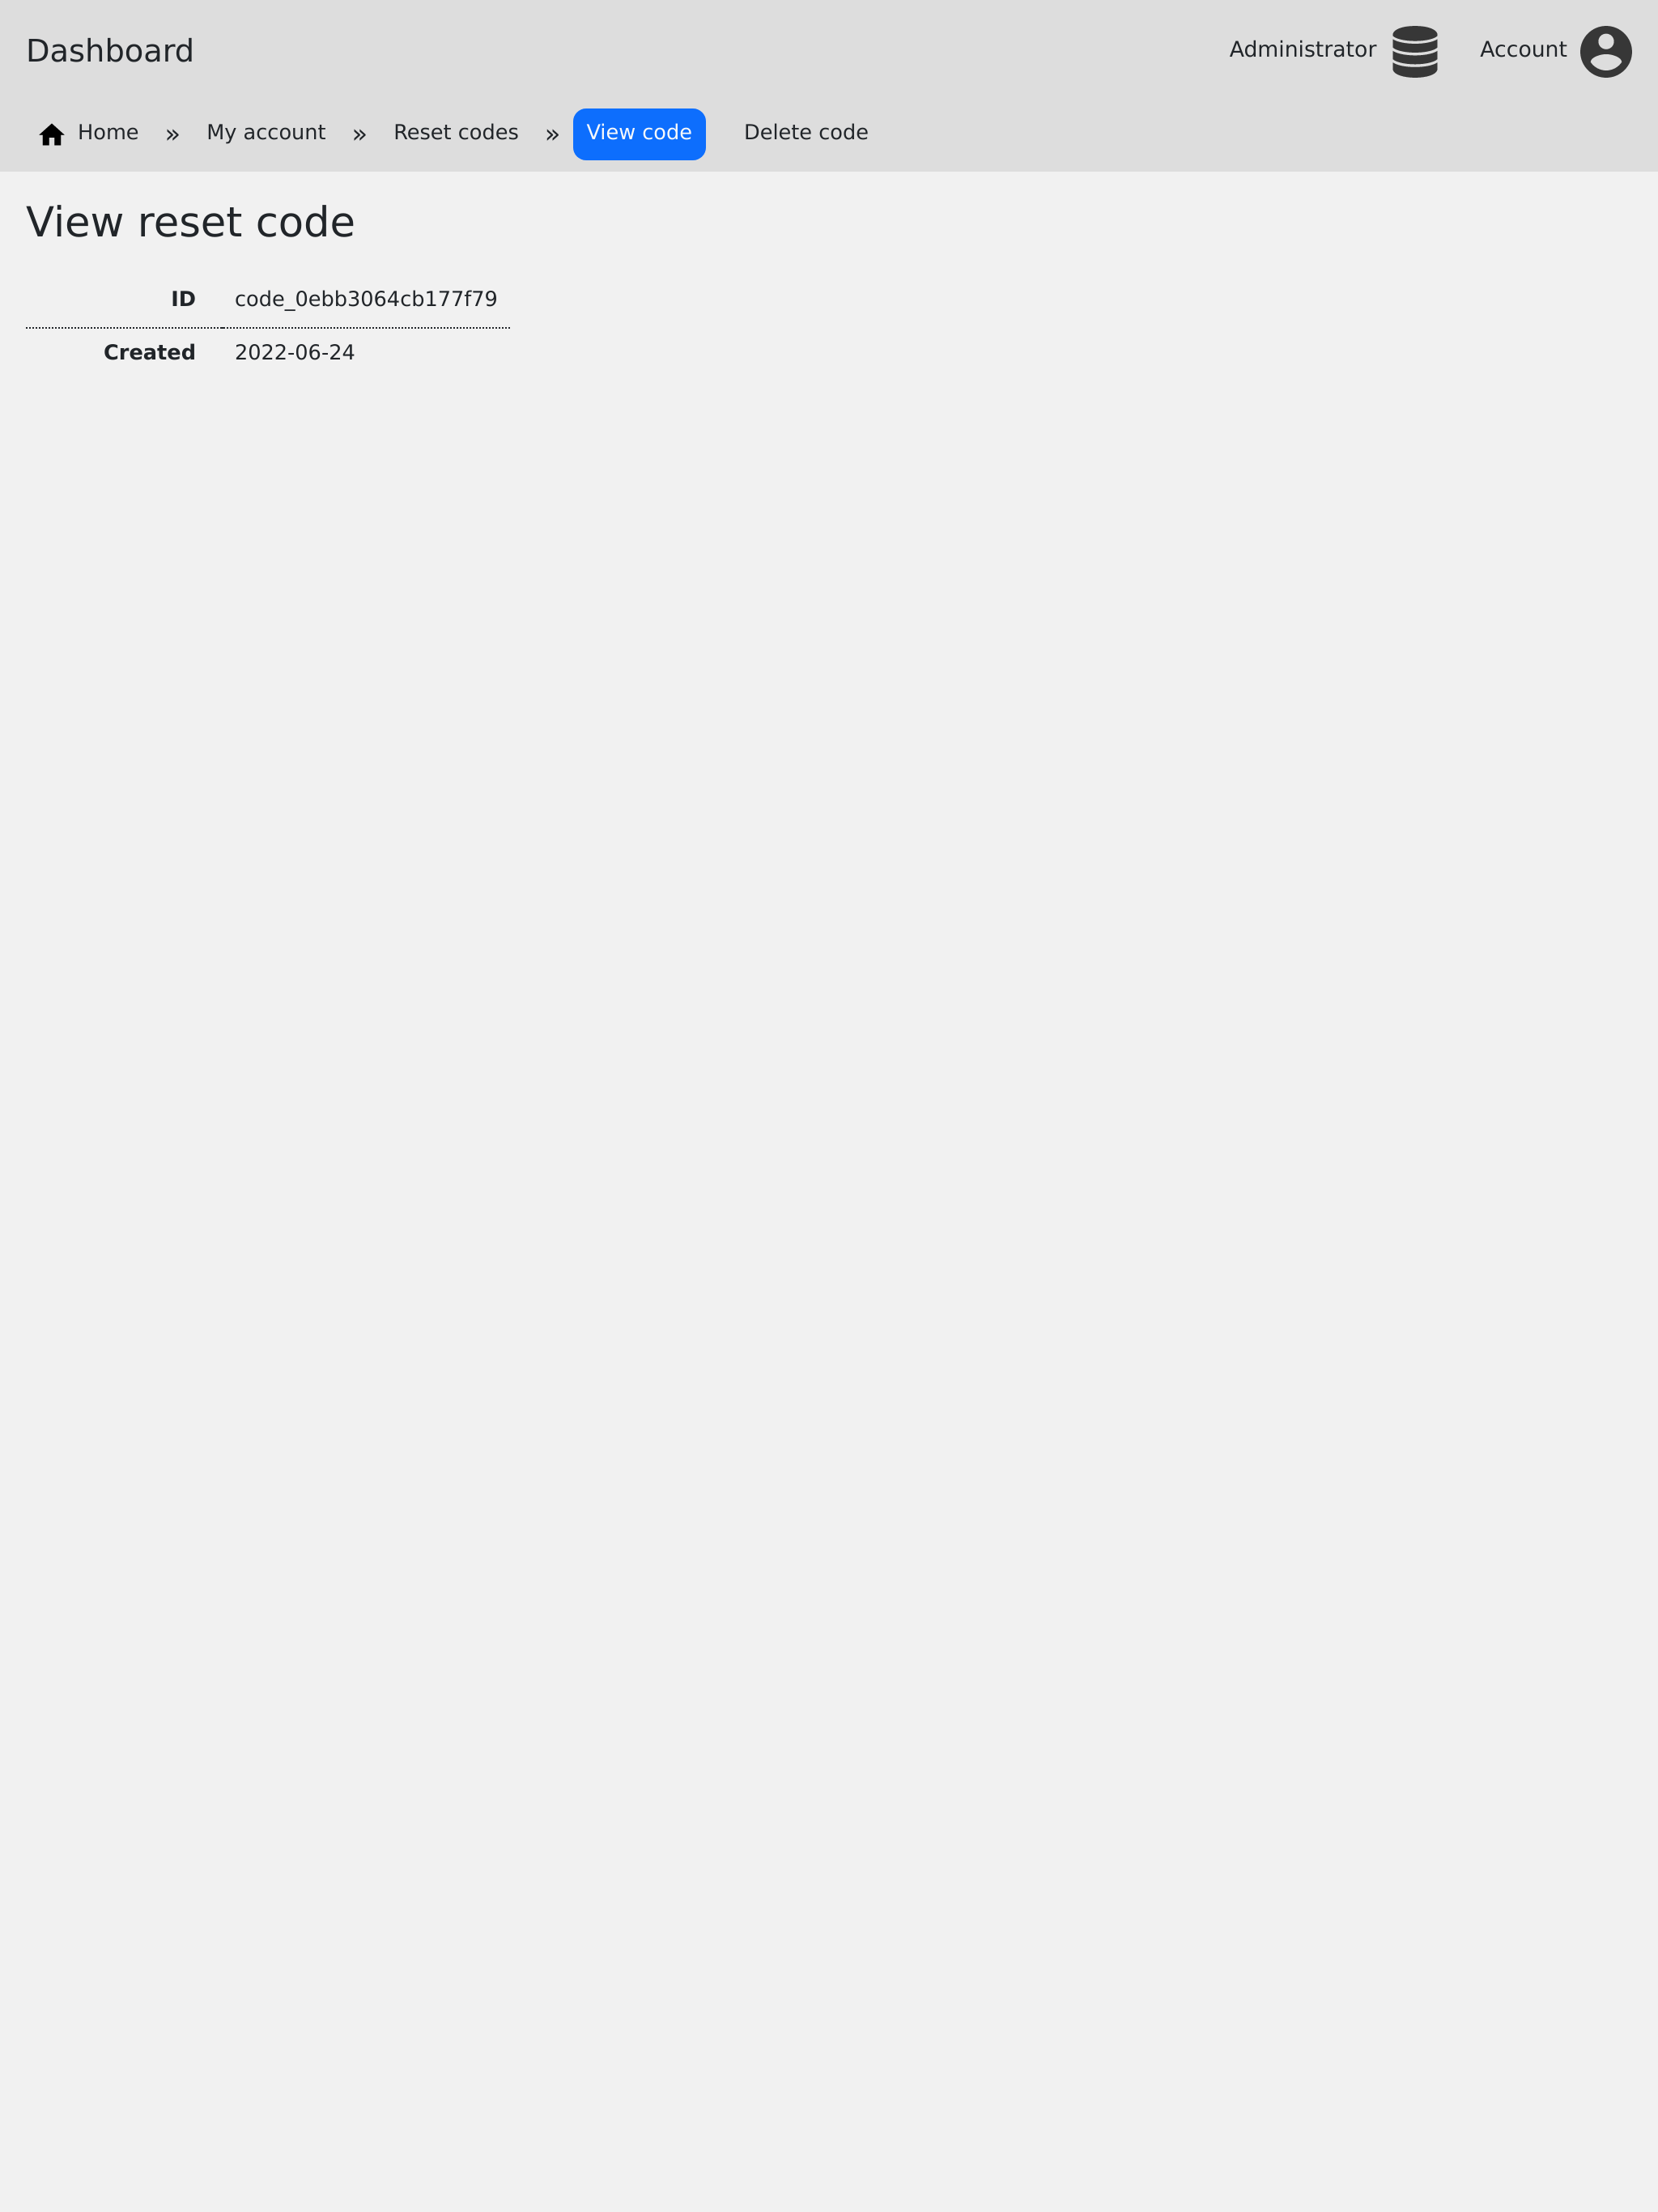 Dashboard
Administrator
Account
Home » My account » Reset codes » View code Delete code
View reset code
ID code_0ebb3064cb177f79
Created 2022-06-24